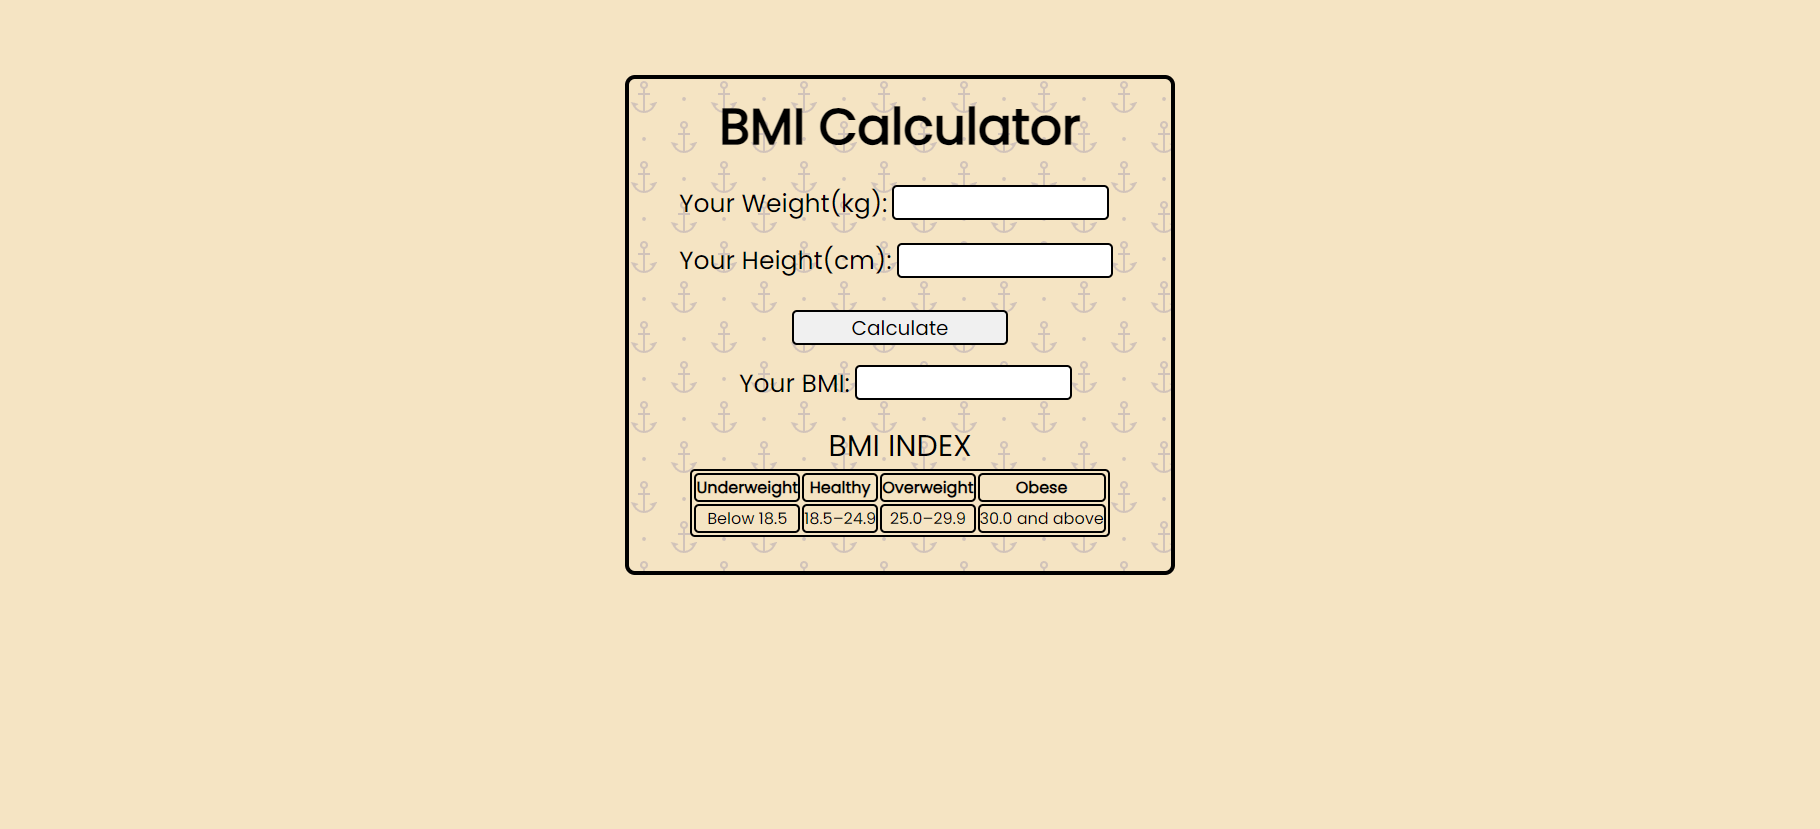 BMI Calculator
Your Weight(kg):
Your Height(cm):
Calculate
Your BMI:
BMI INDEX
Underweight Healthy Overweight Obese
Below 18.5 18.5–24.9 25.0–29.9 30.0 and above